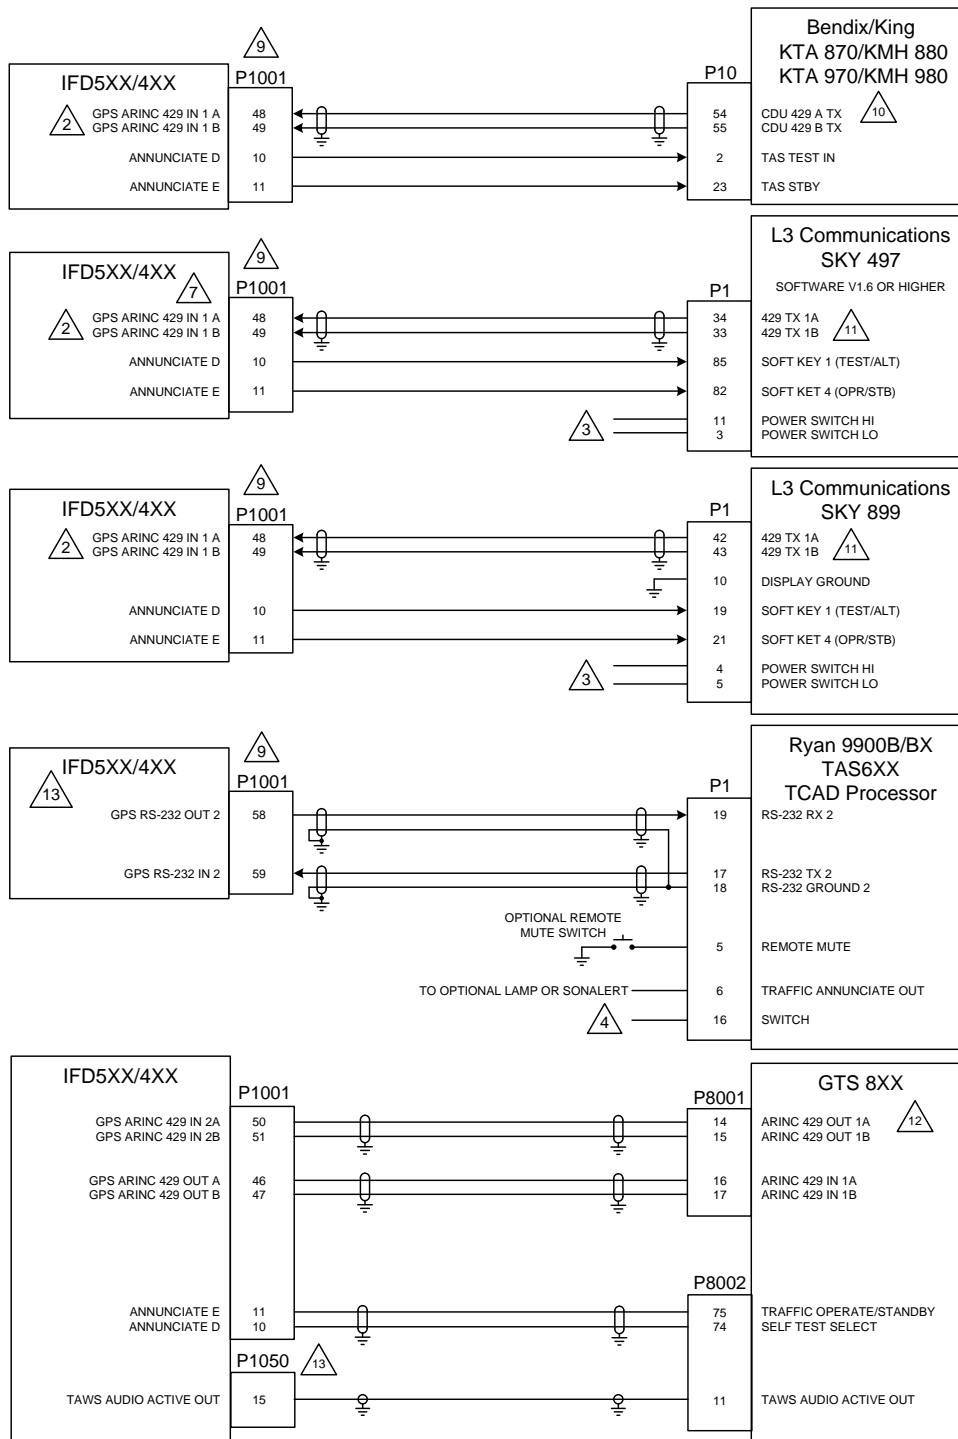 Bendix/King
KTA 870/KMH 880
KTA 970/KMH 980
9
IFD5XX/4XX P1001 P10
2 GPS ARINC 429 IN 1 A 48 54 CDU 429 A TX 10
GPS ARINC 429 IN 1 B 49 55 CDU 429 B TX
ANNUNCIATE D 10 2 TAS TEST IN
ANNUNCIATE E 11 23 TAS STBY
L3 Communications
SKY 497
SOFTWARE V1.6 OR HIGHER
9
IFD5XX/4XX 7 P1001 P1
2 GPS ARINC 429 IN 1 A 48 34 429 TX 1A 11
GPS ARINC 429 IN 1 B 49 33 429 TX 1B
ANNUNCIATE D 10 85 SOFT KEY 1 (TEST/ALT)
ANNUNCIATE E 11 82 SOFT KET 4 (OPR/STB)
3 11 POWER SWITCH HI
3 POWER SWITCH LO
L3 Communications
SKY 899
9
IFD5XX/4XX P1001 P1
2 GPS ARINC 429 IN 1 A 48 42 429 TX 1A 11
GPS ARINC 429 IN 1 B 49 43 429 TX 1B
10 DISPLAY GROUND
ANNUNCIATE D 10 19 SOFT KEY 1 (TEST/ALT)
ANNUNCIATE E 11 21 SOFT KET 4 (OPR/STB)
3 4 POWER SWITCH HI
5 POWER SWITCH LO
Ryan 9900B/BX
TAS6XX
TCAD Processor
9
IFD5XX/4XX P1001 P1
13
GPS RS-232 OUT 2 58 19 RS-232 RX 2
GPS RS-232 IN 2 59 17 RS-232 TX 2
18 RS-232 GROUND 2
OPTIONAL REMOTE
MUTE SWITCH
5 REMOTE MUTE
TO OPTIONAL LAMP OR SONALERT 6 TRAFFIC ANNUNCIATE OUT
4 16 SWITCH
IFD5XX/4XX P1001 P8001 GTS 8XX
GPS ARINC 429 IN 2A 50 14 ARINC 429 OUT 1A 12
GPS ARINC 429 IN 2B 51 15 ARINC 429 OUT 1B
GPS ARINC 429 OUT A 46 16 ARINC 429 IN 1A
GPS ARINC 429 OUT B 47 17 ARINC 429 IN 1B
P8002
ANNUNCIATE E 11 75 TRAFFIC OPERATE/STANDBY
ANNUNCIATE D 10 74 SELF TEST SELECT
P1050 13
TAWS AUDIO ACTIVE OUT 15 11 TAWS AUDIO ACTIVE OUT